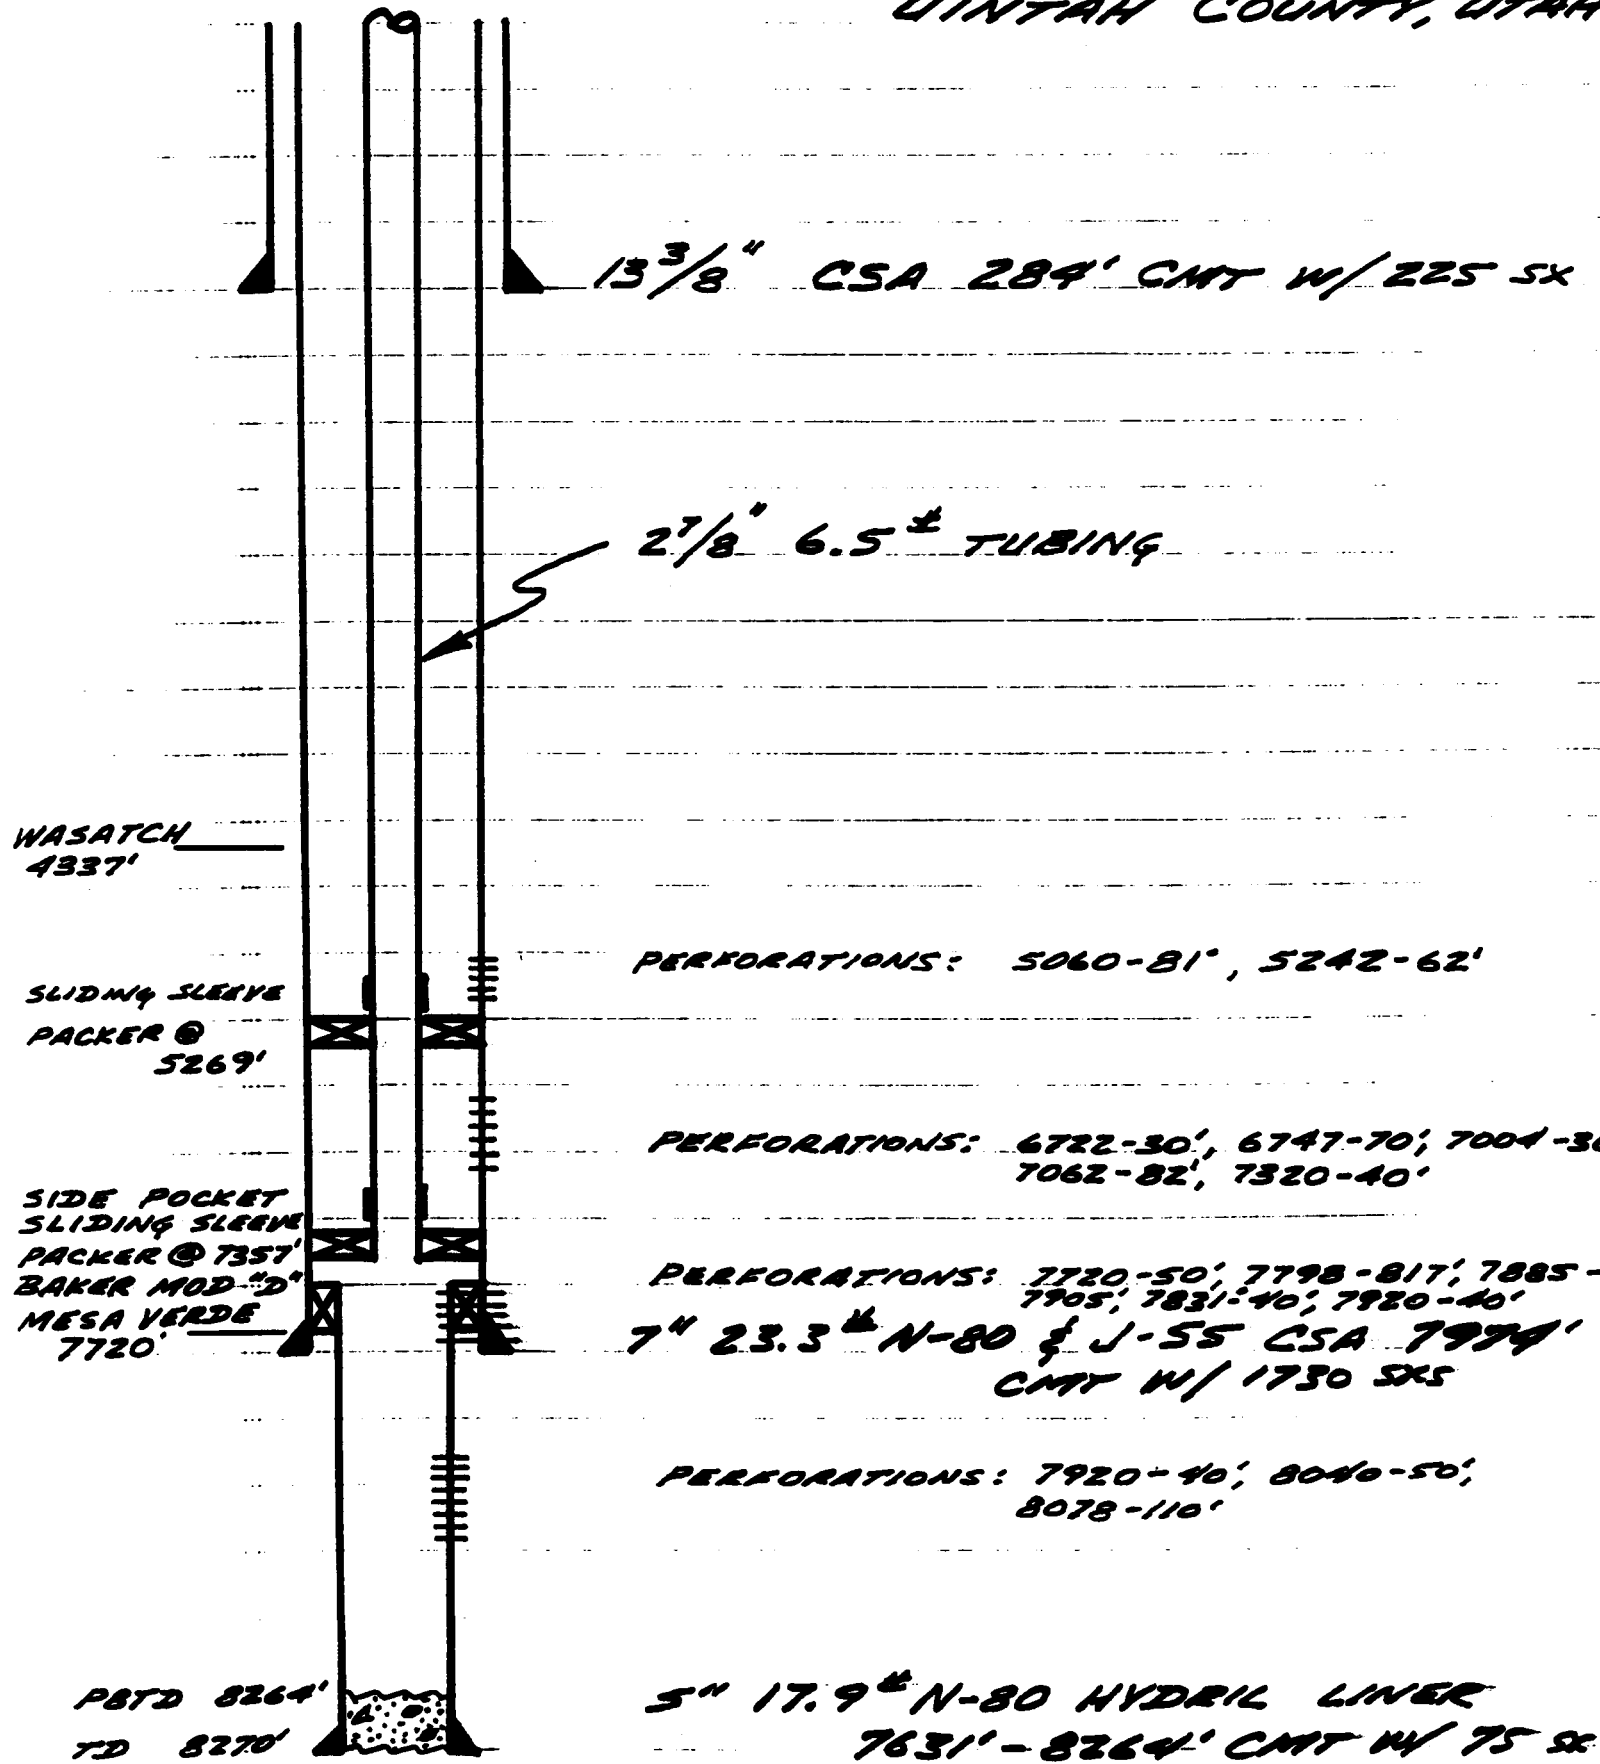 UINTAH COUNTY, UTAH
13 3/8" CSA 284' CMT W/ 225 SX
2 7/8" 6.5# TUBING
WASATCH
4337'
PERFORATIONS: 5060-81', 5242-62'
SLIDING SLEEVE
PACKER @
5269'
PERFORATIONS: 6722-30', 6747-70', 7004-30
7062-82', 7320-40'
SIDE POCKET
SLIDING SLEEVE
PACKER @ 7357'
BAKER MOD "D"
MESA VERDE
7720'
PERFORATIONS: 7720-50', 7798-817', 7885-
7905', 7831-40', 7920-40'
7" 23.3# N-80 & J-55 CSA
CMT W/ 1730 SXS
PERFORATIONS: 7920-40', 8040-50',
8078-110'
PBTD 8264'
TD 8270'
5" 17.9# N-80 HYDRIL LINER
7631'-8264' CMT W/ 75 SX